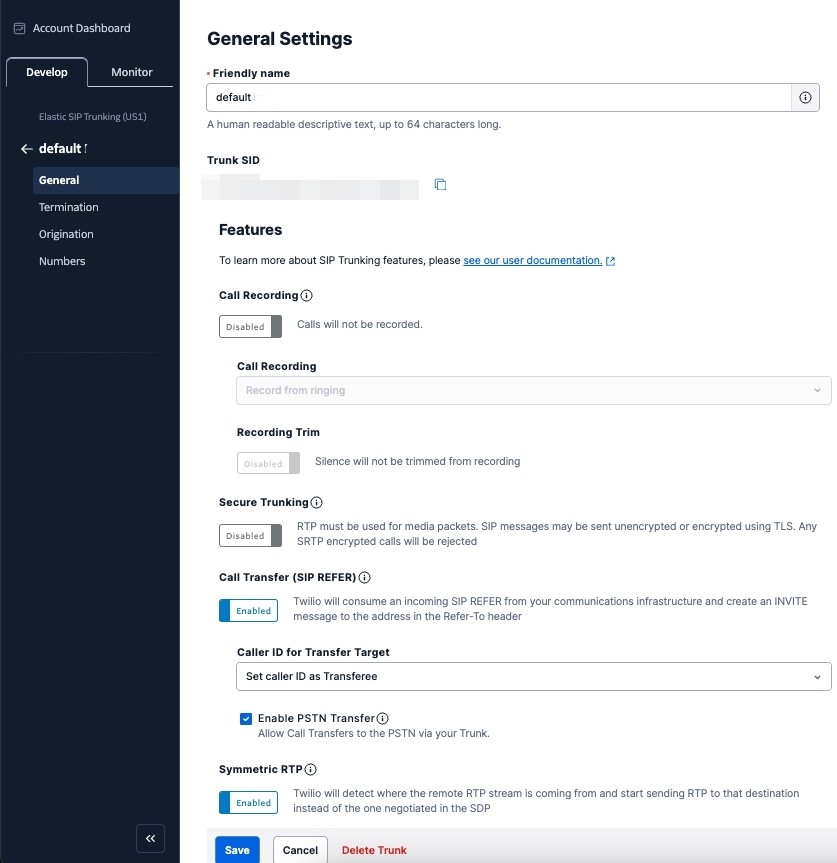 Account Dashboard
Develop
Monitor
Elastic SIP Trunking (US1)
default
General
Termination
Origination
Numbers
General Settings
• Friendly name
default
A human readable descriptive text, up to 64 characters long.
Trunk SID
Features
To learn more about SIP Trunking features, please see our user documentation.
Call Recording
Disabled
Calls will not be recorded.
Call Recording
Record from ringing
Recording Trim
Disabled
Silence will not be trimmed from recording
Secure Trunking
Disabled
RTP must be used for media packets. SIP messages may be sent unencrypted or encrypted using TLS. Any
SRTP encrypted calls will be rejected
Call Transfer (SIP REFER)
Enabled
Twilio will consume an incoming SIP REFER from your communications infrastructure and create an INVITE
message to the address in the Refer-To header
Caller ID for Transfer Target
Set caller ID as Transferee
Enable PSTN Transfer
Allow Call Transfers to the PSTN via your Trunk.
Symmetric RTP
Enabled
Twilio will detect where the remote RTP stream is coming from and start sending RTP to that destination
instead of the one negotiated in the SDP
Save
Cancel
Delete Trunk